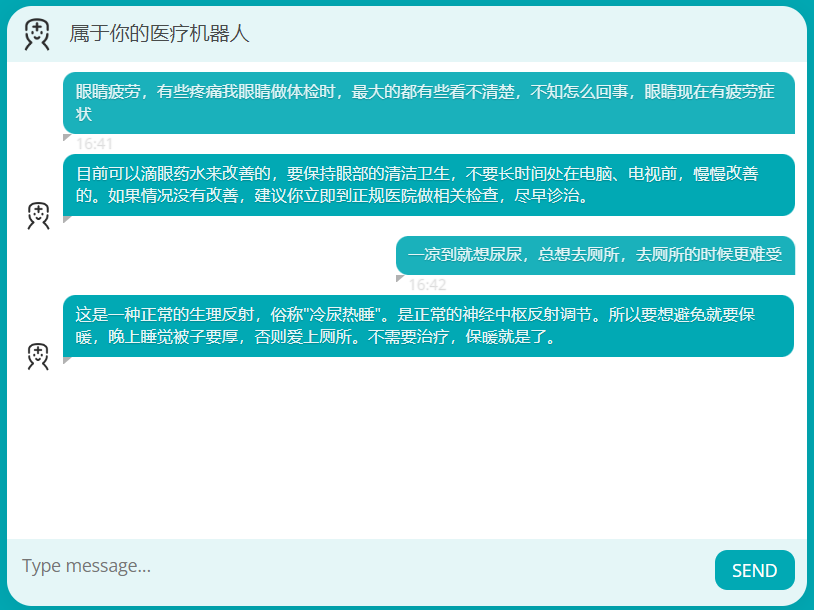 属于你的医疗机器人
眼睛疲劳，有些疼痛我眼睛做体检时，最大的都有些看不清楚，不知怎么回事，眼睛现在有疲劳症
状
16:41
目前可以滴眼药水来改善的，要保持眼部的清洁卫生，不要长时间处在电脑、电视前，慢慢改善
的。如果情况没有改善，建议你立即到正规医院做相关检查，尽早诊治。
一凉到就想尿尿，总想去厕所，去厕所的时候更难受
16:42
这是一种正常的生理反射，俗称"冷尿热睡"。是正常的神经中枢反射调节。所以要想避免就要保
暖，晚上睡觉被子要厚，否则爱上厕所。不需要治疗，保暖就是了。
Type message...
SEND